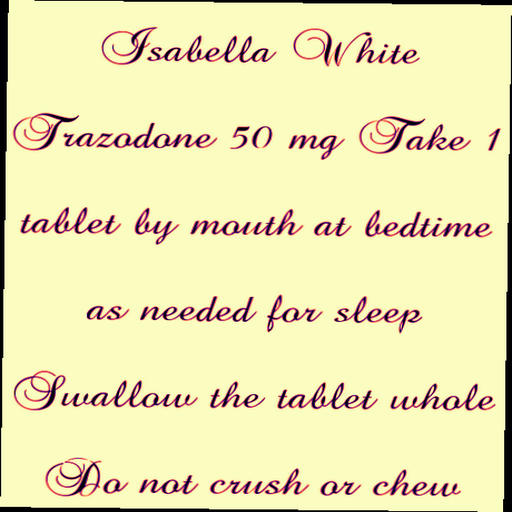 Isabella White
Trazodone 50 mg Take 1
tablet by mouth at bedtime
as needed for sleep
Swallow the tablet whole
Do not crush or chew